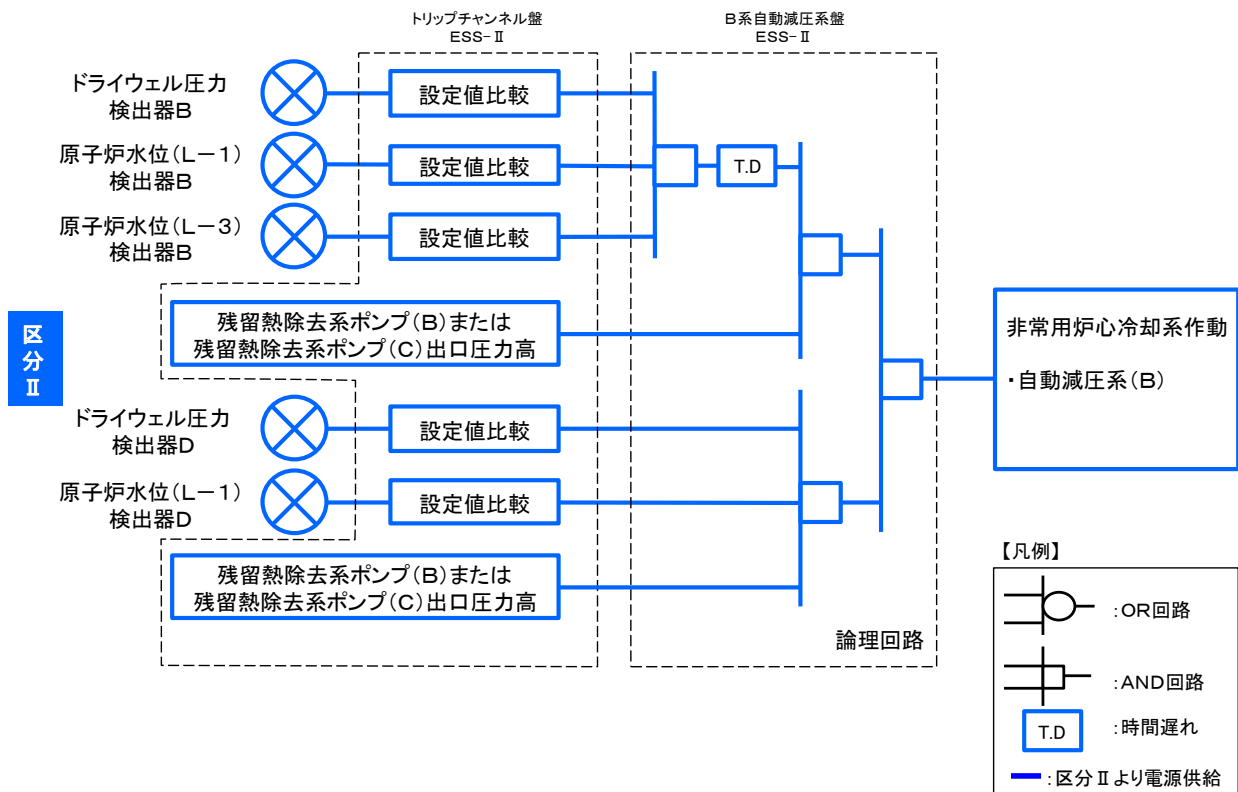 トリップチャンネル盤
ESS-Ⅱ
B系自動減圧系盤
ESS-Ⅱ
ドライウェル圧力
検出器B
設定値比較
原子炉水位(L-1)
検出器B
設定値比較
T.D
原子炉水位(L-3)
検出器B
設定値比較
残留熱除去系ポンプ(B)または
残留熱除去系ポンプ(C)出口圧力高
区
分
Ⅱ
非常用炉心冷却系作動
・自動減圧系(B)
ドライウェル圧力
検出器D
設定値比較
原子炉水位(L-1)
検出器D
設定値比較
残留熱除去系ポンプ(B)または
残留熱除去系ポンプ(C)出口圧力高
論理回路
【凡例】
:OR回路
:AND回路
T.D
:時間遅れ
:区分Ⅱより電源供給